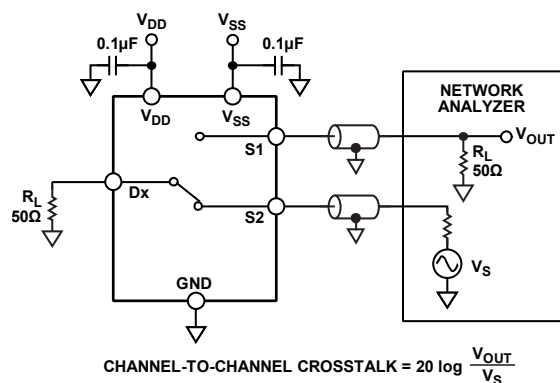 VDD
VSS
0.1µF
0.1µF
VDD
VSS
NETWORK
ANALYZER
S1
VOUT
RL
50Ω
RL
50Ω
Dx
S2
VS
GND
CHANNEL-TO-CHANNEL CROSSTALK = 20 log VOUT
VS